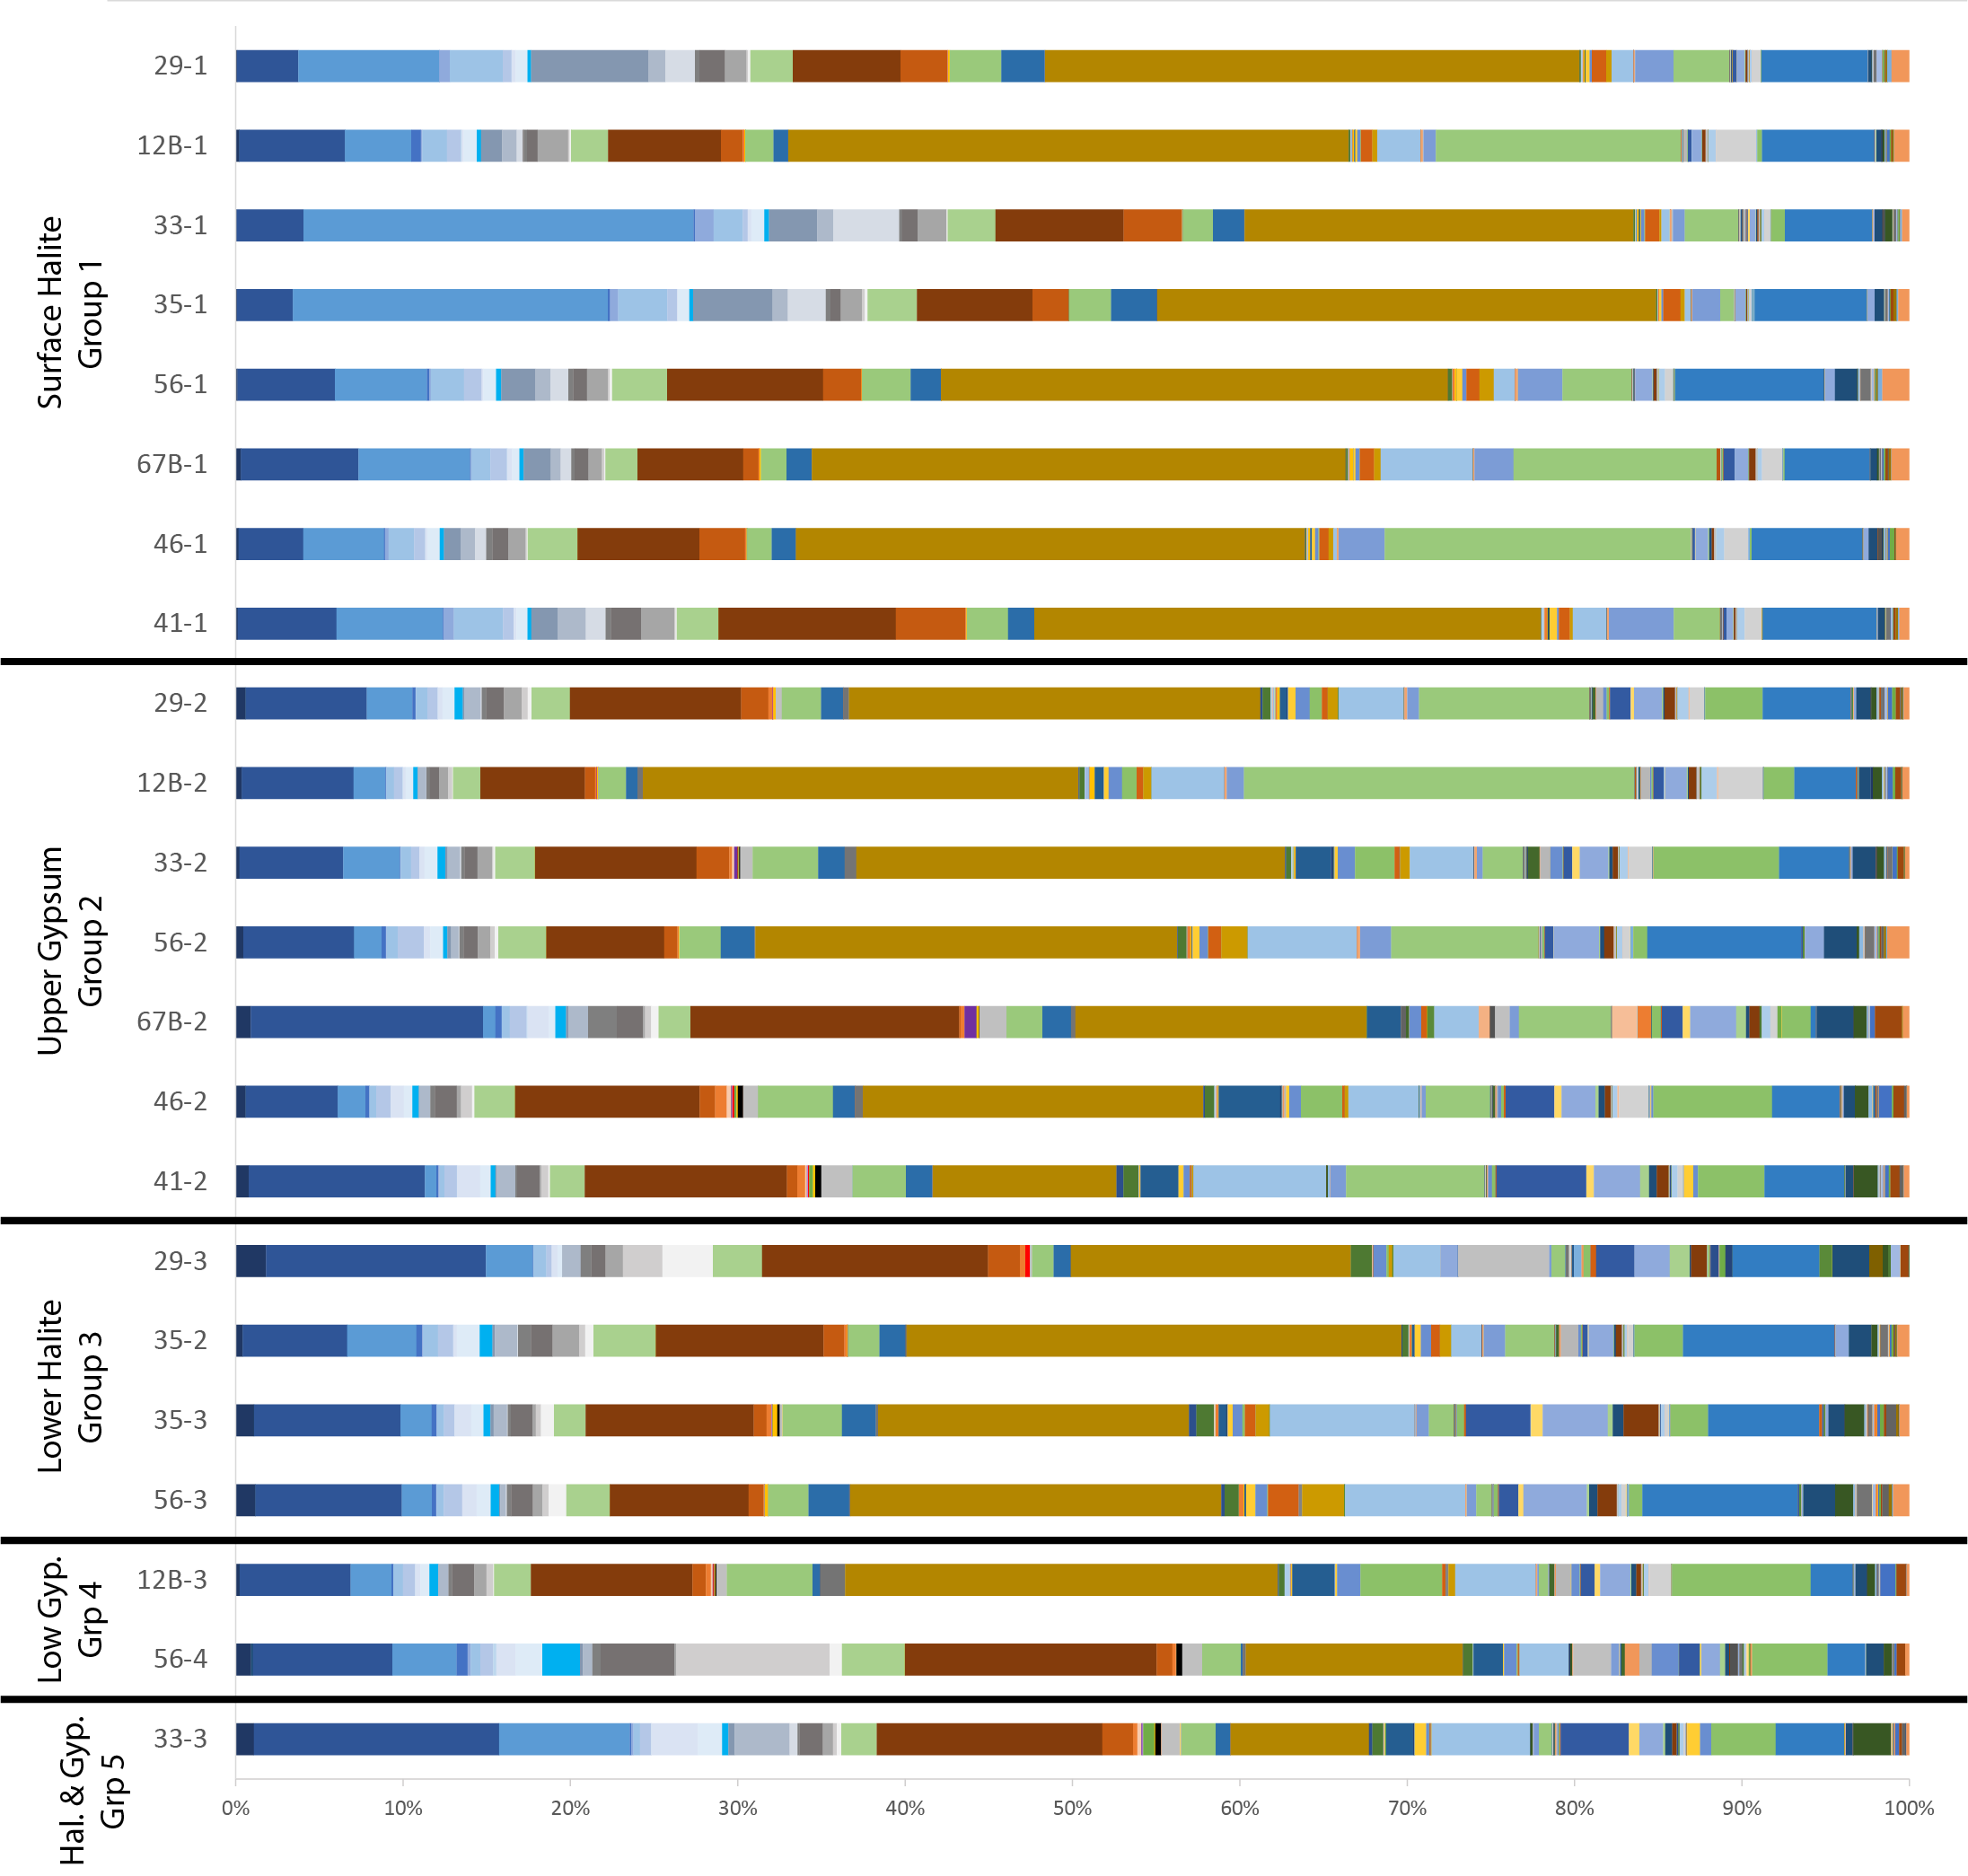 Surface Halite
Group 1
29-1
12B-1
33-1
35-1
56-1
67B-1
46-1
41-1
Upper Gypsum
Group 2
29-2
12B-2
33-2
56-2
67B-2
46-2
41-2
Lower Halite
Group 3
29-3
35-2
35-3
56-3
Low Gyp.
Grp 4
12B-3
56-4
Hal. & Gyp.
Grp 5
33-3
0% 10% 20% 30% 40% 50% 60% 70% 80% 90% 100%